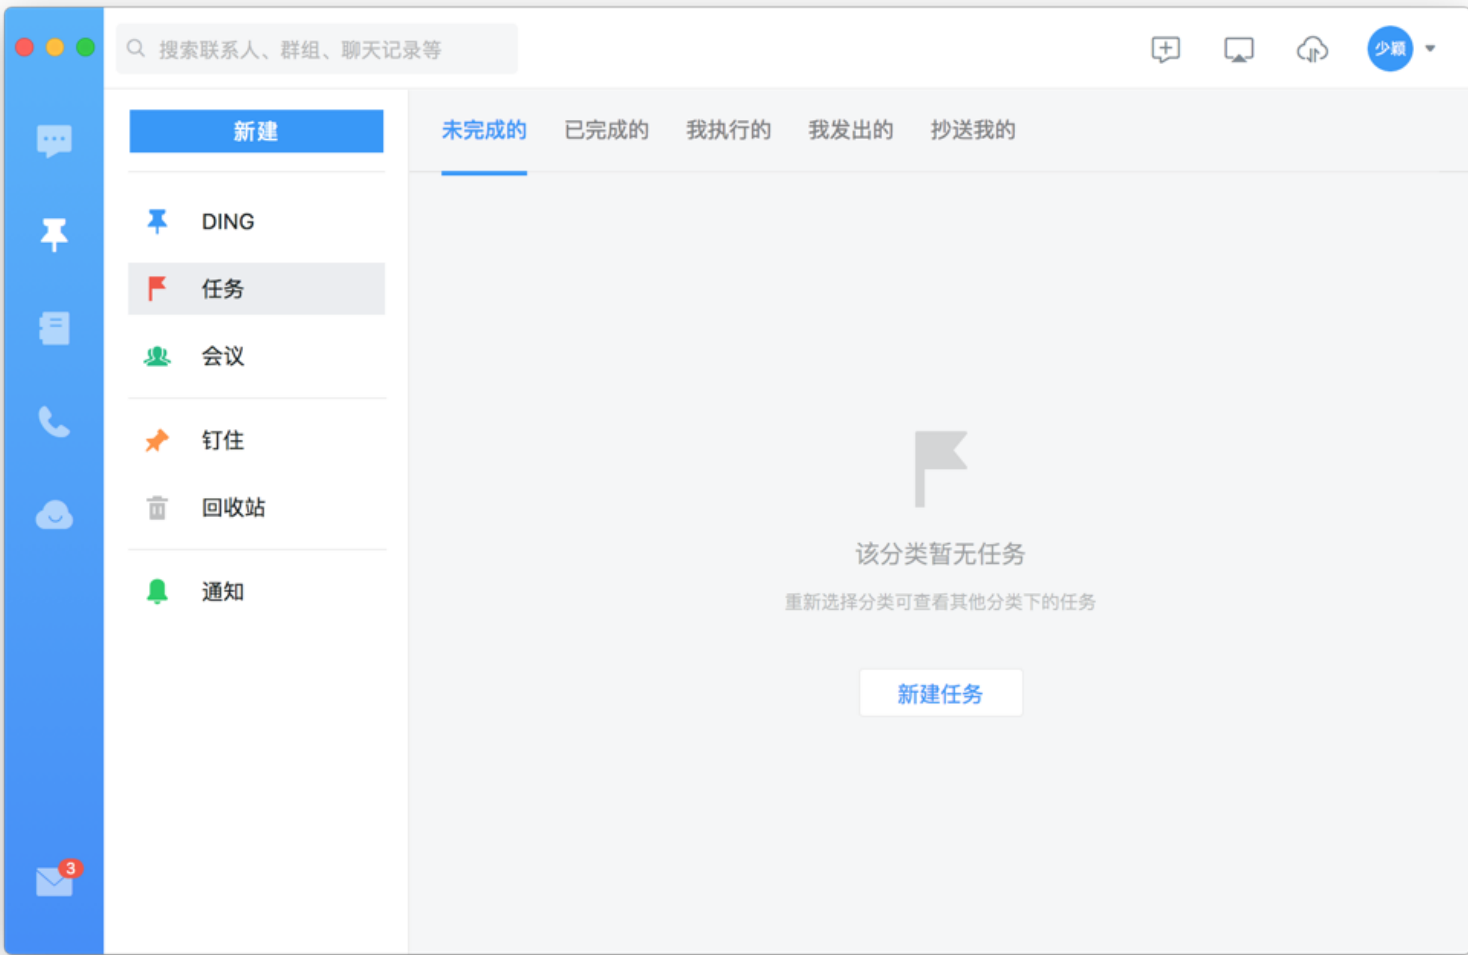 搜索联系人、群组、聊天记录等
少颖
新建
未完成的 已完成的 我执行的 我发出的 抄送我的
DING
任务
会议
钉住
回收站
通知
该分类暂无任务
重新选择分类可查看其他分类下的任务
新建任务
3